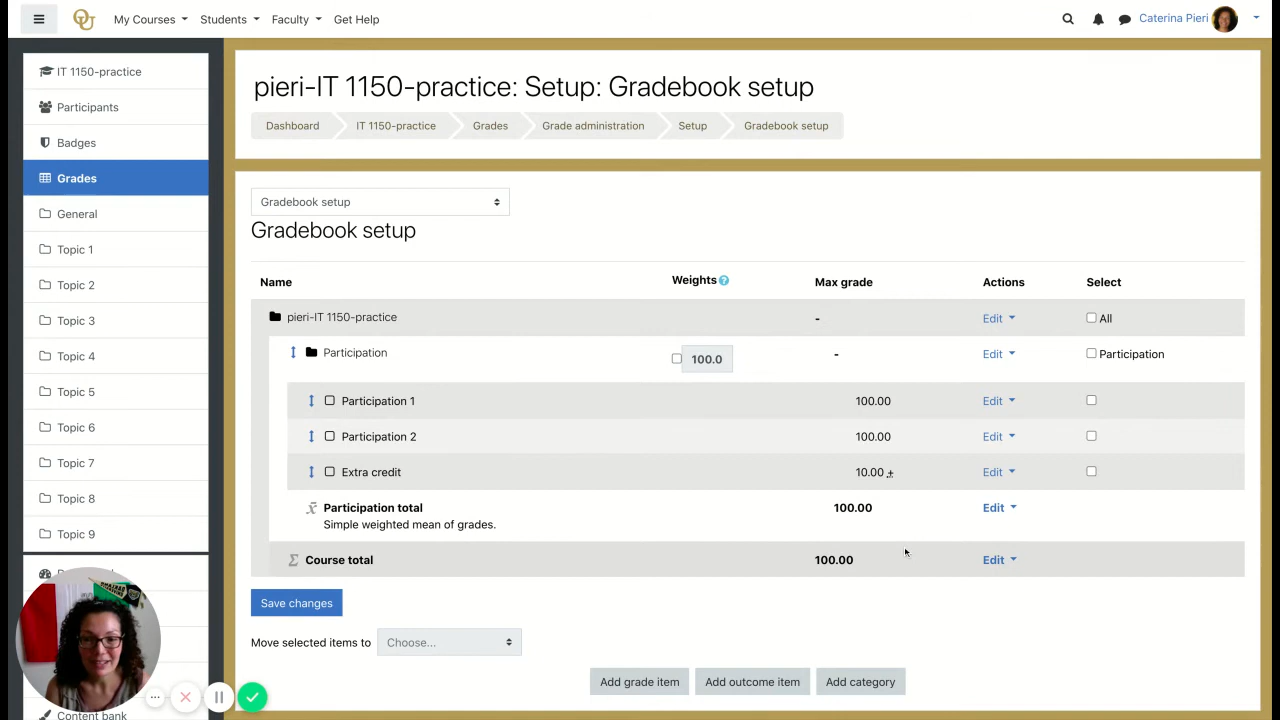 My Courses
Students
Faculty
Get Help
Caterina Pieri
IT 1150-practice
Participants
Badges
Grades
General
Topic 1
Topic 2
Topic 3
Topic 4
Topic 5
Topic 6
Topic 7
Topic 8
Topic 9
Content bank
pieri-IT 1150-practice: Setup: Gradebook setup
Dashboard
IT 1150-practice
Grades
Grade administration
Setup
Gradebook setup
Gradebook setup
Gradebook setup
Name Weights ? Max grade Actions Select
pieri-IT 1150-practice - Edit All
Participation 100.0 - Edit Participation
Participation 1 100.00 Edit
Participation 2 100.00 Edit
Extra credit 10.00 + Edit
Participation total 100.00 Edit
Simple weighted mean of grades.
Course total 100.00 Edit
Save changes
Move selected items to Choose...
Add grade item
Add outcome item
Add category